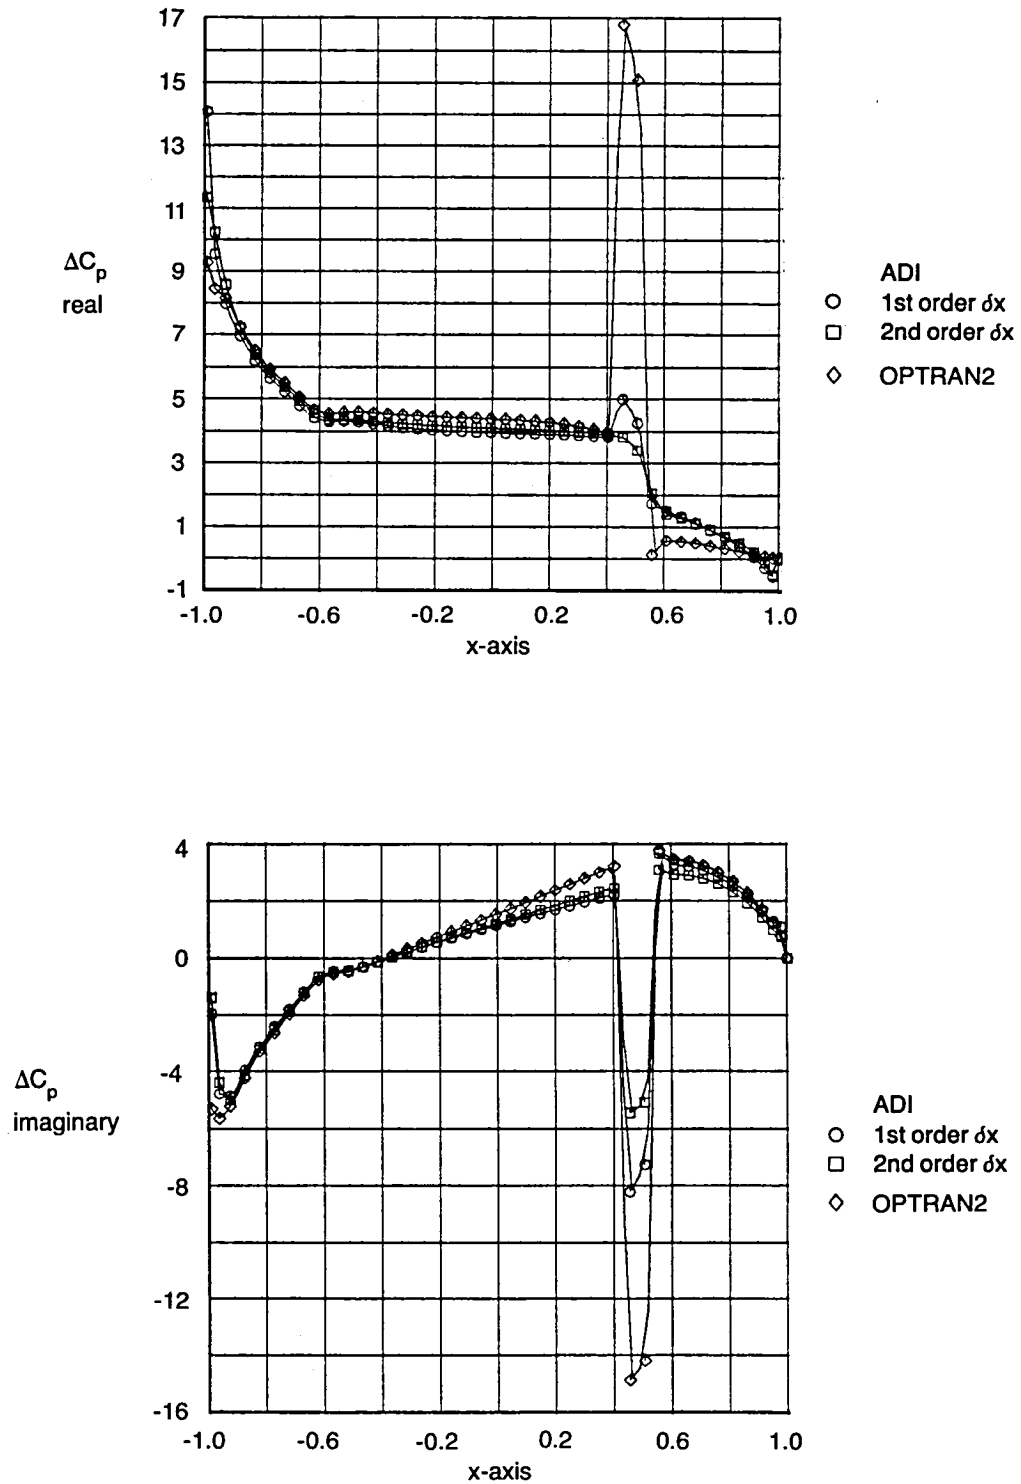 17
15
13
11
9
7
5
3
1
-1
ΔCp
real
-1.0 -0.6 -0.2 0.2 0.6 1.0
x-axis
ADI
1st order δx
2nd order δx
OPTRAN2
4
0
-4
-8
-12
-16
ΔCp
imaginary
-1.0 -0.6 -0.2 0.2 0.6 1.0
x-axis
ADI
1st order δx
2nd order δx
OPTRAN2